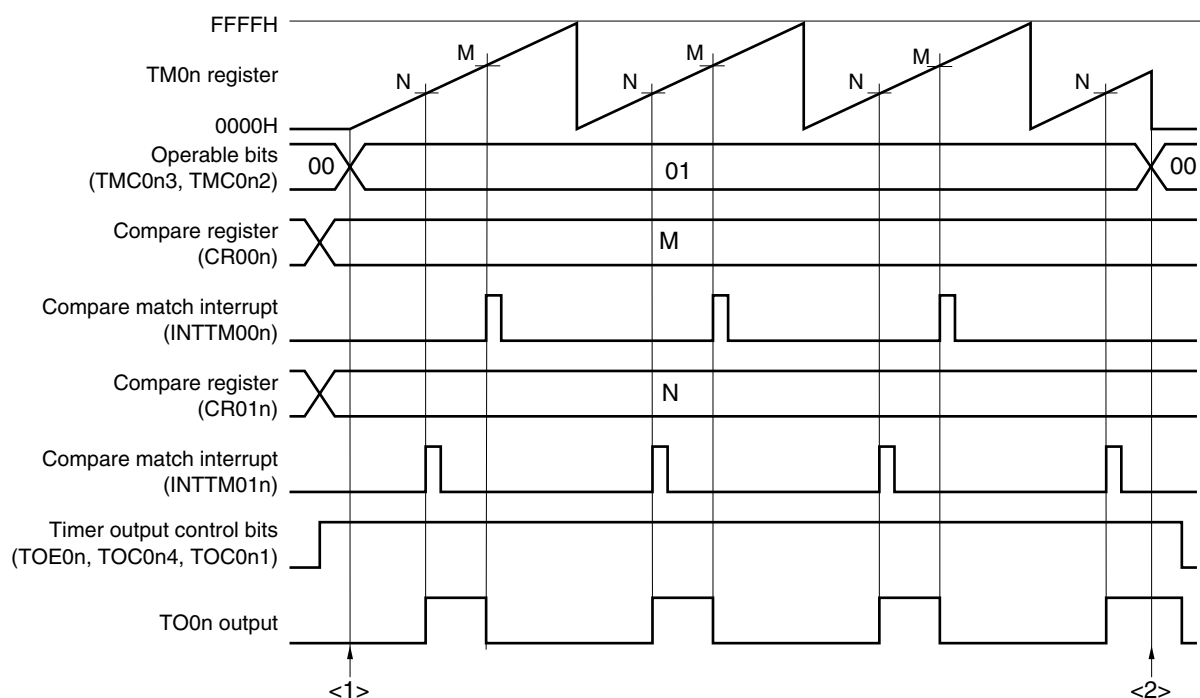 FFFFH
TM0n register
0000H
N M N M N M N
Operable bits
(TMC0n3, TMC0n2)
00 01 00
Compare register
(CR00n)
M
Compare match interrupt
(INTTM00n)
Compare register
(CR01n)
N
Compare match interrupt
(INTTM01n)
Timer output control bits
(TOE0n, TOC0n4, TOC0n1)
TO0n output
<1> <2>